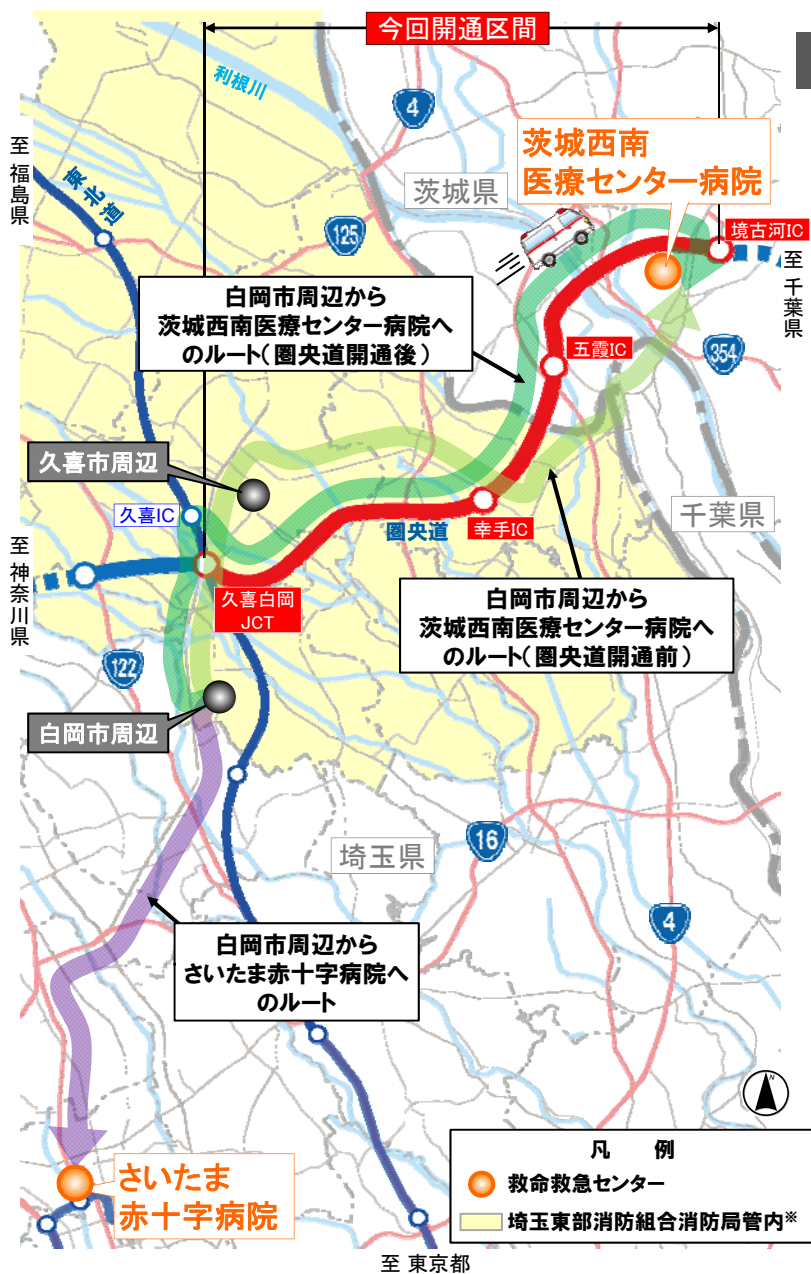 今回開通区間
利根川
4
至 福島県
東北道
茨城県
茨城西南
医療センター病院
125
境古河IC
至 千葉県
白岡市周辺から
茨城西南医療センター病院へ
のルート(圏央道開通後)
五霞IC
354
久喜市周辺
久喜IC
圏央道
幸手IC
千葉県
至 神奈川県
久喜白岡
JCT
白岡市周辺から
茨城西南医療センター病院へ
のルート(圏央道開通前)
122
白岡市周辺
16
埼玉県
4
白岡市周辺から
さいたま赤十字病院へ
のルート
N
さいたま
赤十字病院
凡 例
救命救急センター
埼玉東部消防組合消防局管内※
至 東京都